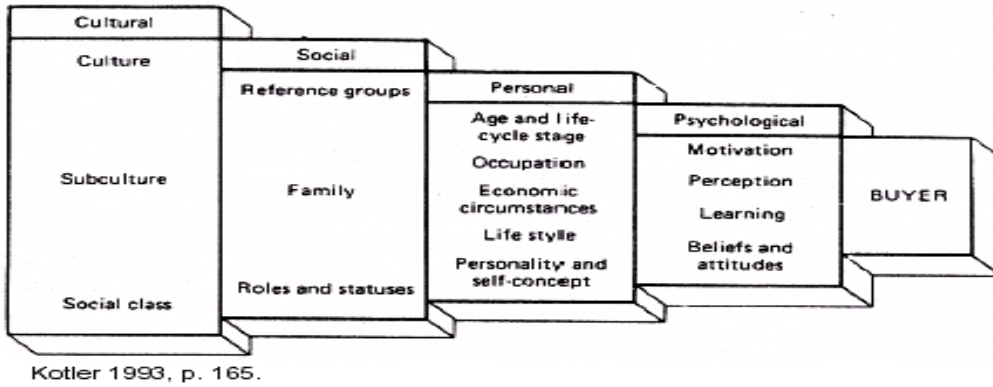 Cultural
Culture
Subculture
Social class
Social
Reference groups
Family
Roles and statuses
Personal
Age and life-
cycle stage
Occupation
Economic
circumstances
Life style
Personality and
self-concept
Psychological
Motivation
Perception
Learning
Beliefs and
attitudes
BUYER
Kotler 1993, p. 165.